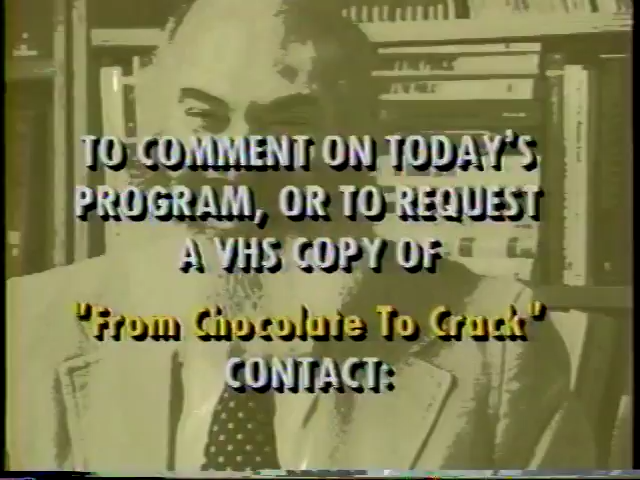 TO COMMENT ON TODAY'S
PROGRAM, OR TO REQUEST
A VHS COPY OF
"From Chocolate To Crack"
CONTACT: